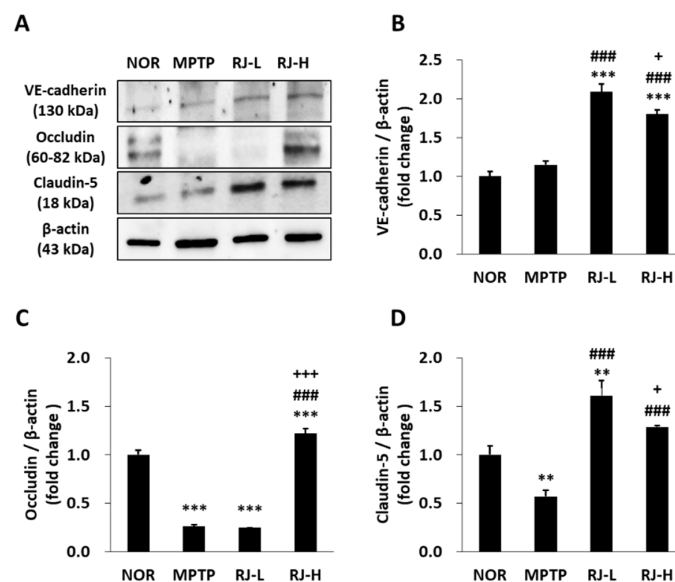 A
NOR MPTP RJ-L RJ-H
VE-cadherin
(130 kDa)
Occludin
(60-82 kDa)
Claudin-5
(18 kDa)
β-actin
(43 kDa)
B
VE-cadherin / β-actin
(fold change )
2.5
2.0
1.5
1.0
0.5
0.0
###
***
+
###
***
NOR MPTP RJ-L RJ-H
C
Occludin / β-actin
(fold change )
2.0
1.5
1.0
0.5
0.0
***
***
+++
###
***
NOR MPTP RJ-L RJ-H
D
Claudin-5 / β-actin
(fold change )
2.0
1.5
1.0
0.5
0.0
**
###
**
+
###
NOR MPTP RJ-L RJ-H